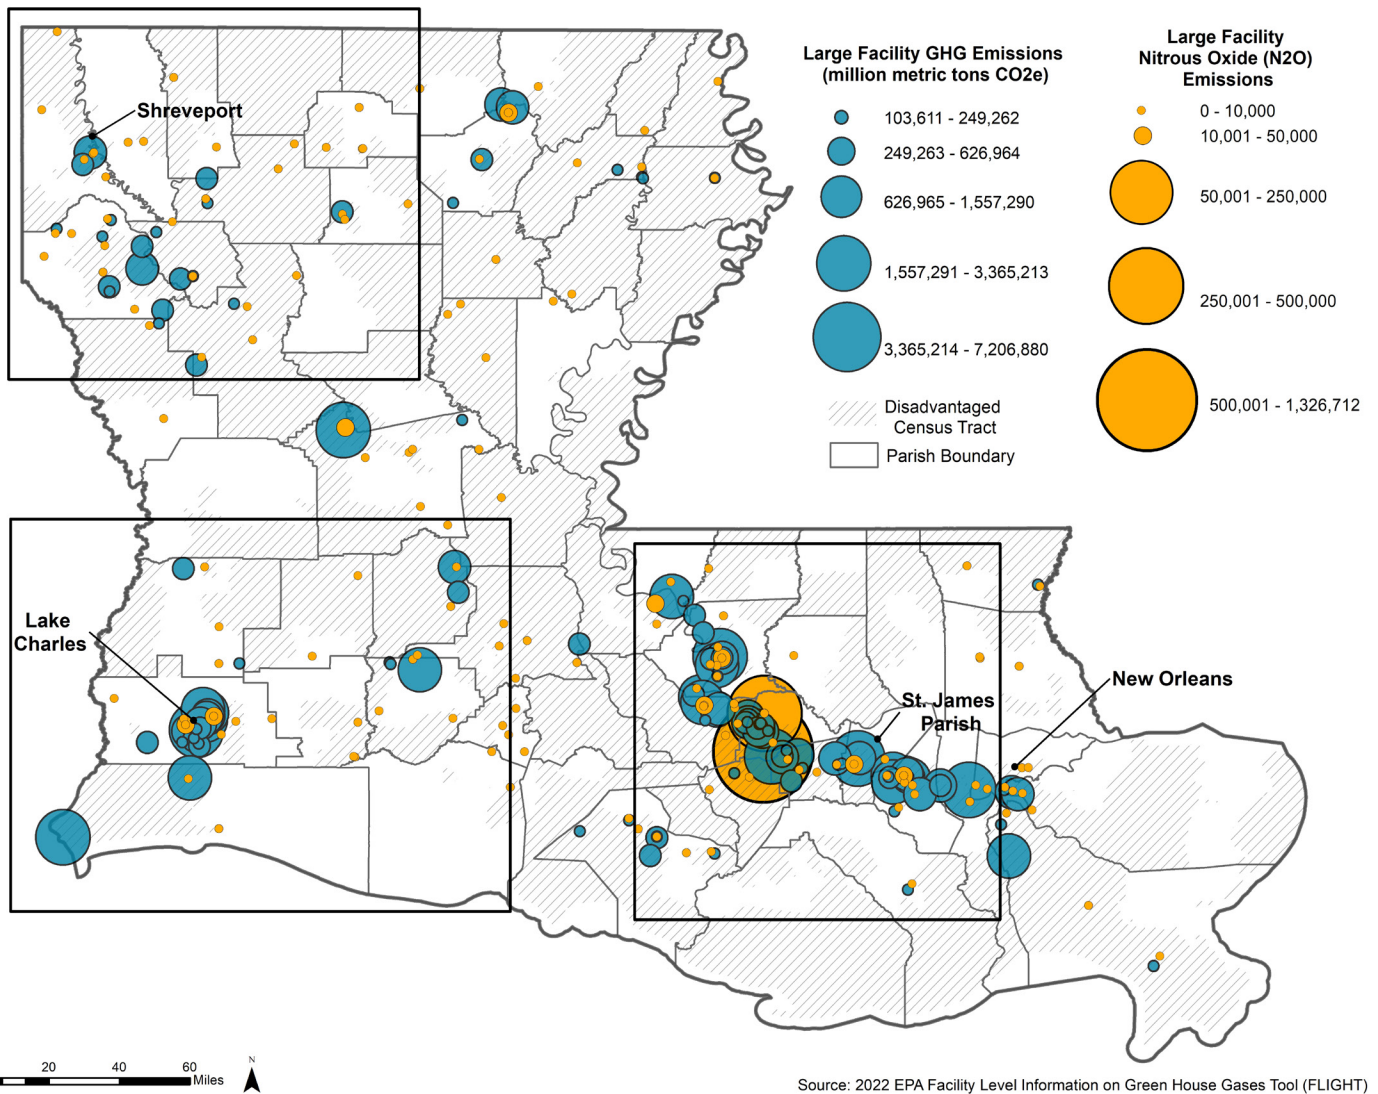 Large Facility GHG Emissions
(million metric tons CO2e)
103,611 - 249,262
249,263 - 626,964
626,965 - 1,557,290
1,557,291 - 3,365,213
3,365,214 - 7,206,880
Disadvantaged
Census Tract
Parish Boundary
Large Facility
Nitrous Oxide (N2O)
Emissions
0 - 10,000
10,001 - 50,000
50,001 - 250,000
250,001 - 500,000
500,001 - 1,326,712
Shreveport
Lake
Charles
St. James
Parish
New Orleans
20 40 60
Miles
N
Source: 2022 EPA Facility Level Information on Green House Gases Tool (FLIGHT)